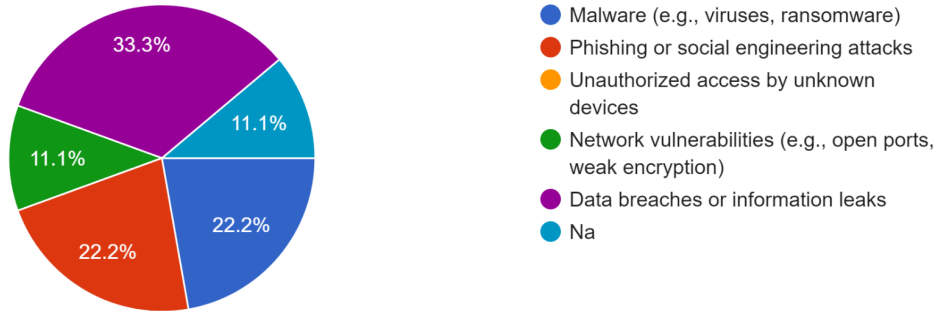 33.3%
11.1%
11.1%
22.2%
22.2%
Malware (e.g., viruses, ransomware)
Phishing or social engineering attacks
Unauthorized access by unknown
devices
Network vulnerabilities (e.g., open ports,
weak encryption)
Data breaches or information leaks
Na